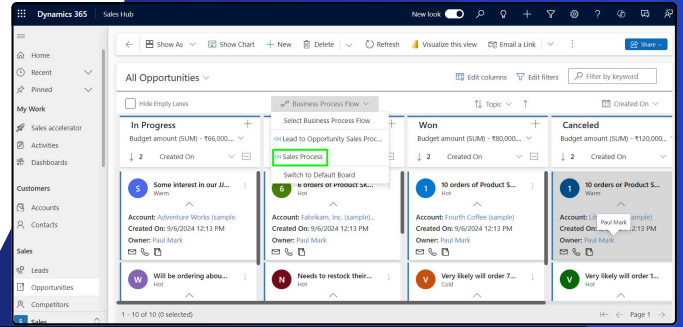 Dynamics 365 Sales Hub New look
Show As Show Chart New Delete Refresh Visualize this view Email a Link Share
Home
Recent
Pinned
My Work
Sales accelerator
Activities
Dashboards
Customers
Accounts
Contacts
Sales
Leads
Opportunities
Competitors
Sales
All Opportunities Edit columns Edit filters Filter by keyword
Hide Empty Lanes Business Process Flow Topic Created On
Select Business Process Flow
Lead to Opportunity Sales Proc...
Sales Process
Switch to Default Board
In Progress
Budget amount (SUM) - ₹66,000....
2 Created On
S Some interest in our JJ...
Warm
Account: Adventure Works (sample.
Created On: 9/6/2024 12:13 PM
Owner: Paul Mark
W Will be ordering abou...
Hot
6 6 orders of Product SK...
Hot
Account: Fabrikam, Inc. (sample)...
Created On: 9/6/2024 12:13 PM
Owner: Paul Mark
N Needs to restock their...
Hot
Won
Budget amount (SUM) - ₹80,000...
2 Created On
1 10 orders of Product S...
Hot
Account: Fourth Coffee (sample)
Created On: 9/6/2024 12:13 PM
Owner: Paul Mark
V Very likely will order 7...
Cold
Canceled
Budget amount (SUM) - ₹120,000...
2 Created On
1 10 orders or Product S...
Warm
Account: sample)
Created On: 2:13 PM
Paul Mark
Owner: Paul Mark
V Very likely will order 1...
Hot
1 - 10 of 10 (0 selected) Page 1